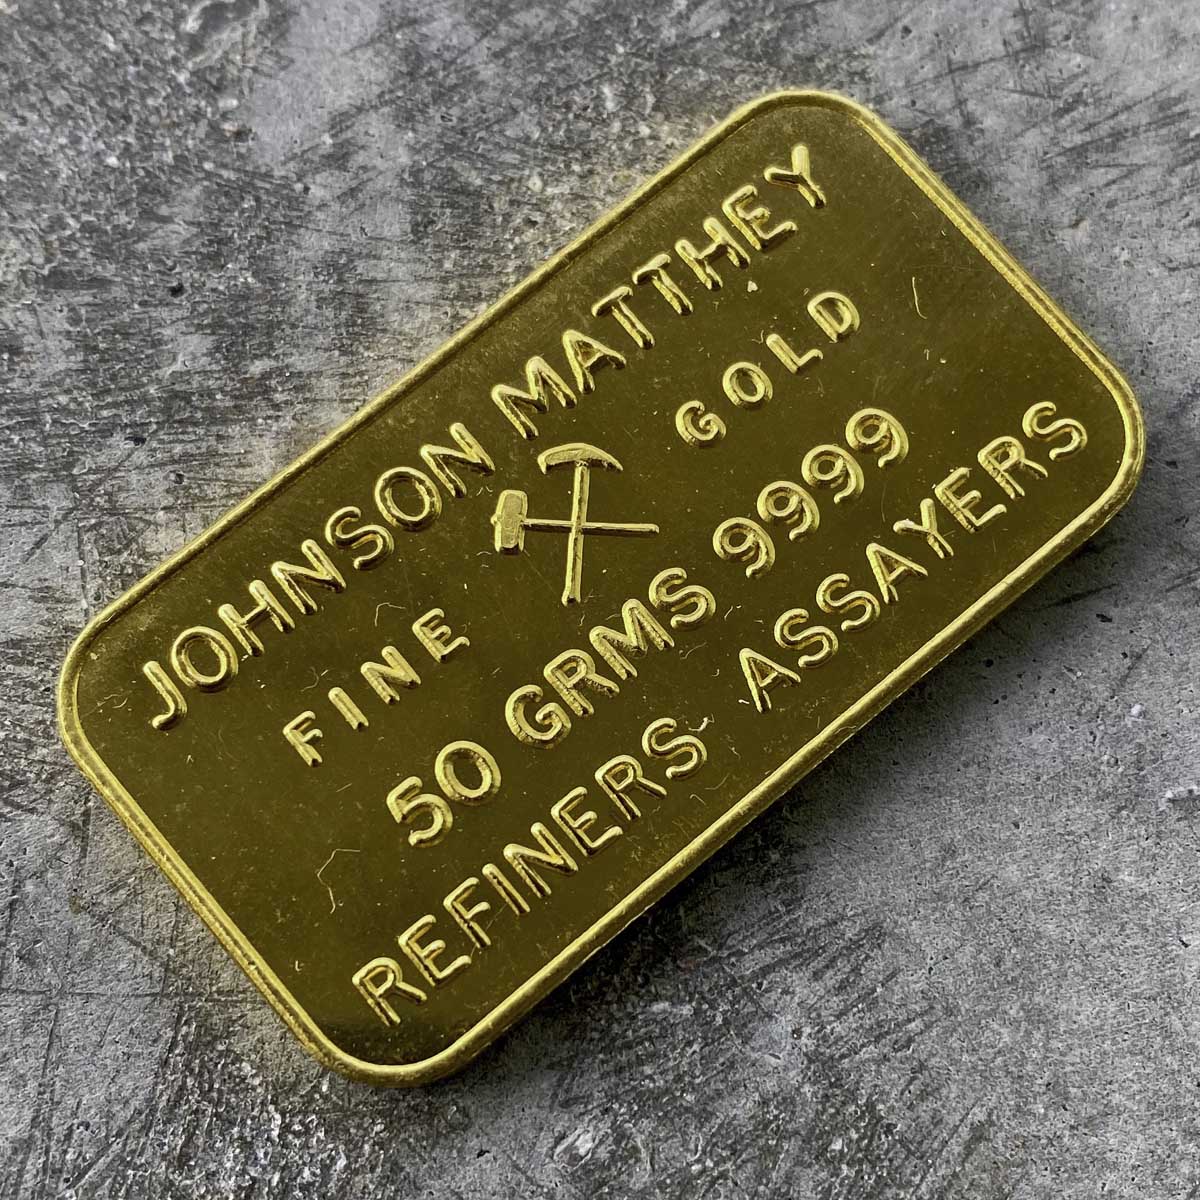 JOHNSON MATTHEY
FINE GOLD
50 GRMS 9999
REFINERS ASSAYERS